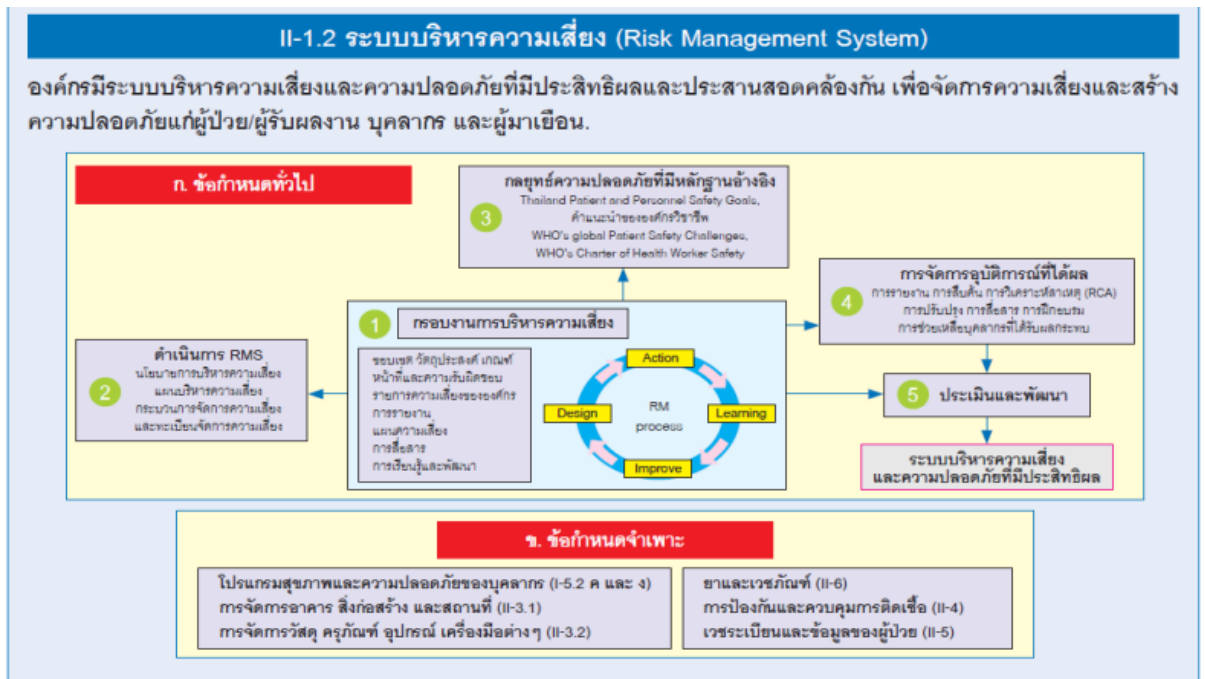 II-1.2 ระบบบริหารความเสี่ยง (Risk Management System)
องค์กรมีระบบบริหารความเสี่ยงและความปลอดภัยที่มีประสิทธิผลและประสานสอดคล้องกัน เพื่อจัดการความเสี่ยงและสร้าง
ความปลอดภัยแก่ผู้ป่วย/ผู้รับผลงาน บุคลากร และผู้มาเยือน.
ก. ข้อกำหนดทั่วไป
3
กลยุทธ์ความปลอดภัยที่มีหลักฐานอ้างอิง
Thailand Patient and Personnel Safety Goals,
คำแนะนำขององค์กรวิชาชีพ
WHO's global Patient Safety Challenges,
WHO's Charter of Health Worker Safety
4
การจัดการอุบัติการณ์ที่ได้ผล
การรายงาน การสืบค้น การวิเคราะห์สาเหตุ (RCA)
การปรับปรุง การสื่อสาร การฝึกอบรม
การช่วยเหลือบุคลากรที่ได้รับผลกระทบ
1 กรอบงานการบริหารความเสี่ยง
ขอบเขต วัตถุประสงค์ เกณฑ์
หน้าที่และความรับผิดชอบ
รายการความเสี่ยงขององค์กร
การรายงาน
แผนความเสี่ยง
การสื่อสาร
การเรียนรู้และพัฒนา
Action
Design
RM
process
Learning
Improve
2
ดำเนินการ RMS
นโยบายการบริหารความเสี่ยง
แผนบริหารความเสี่ยง
กระบวนการจัดการความเสี่ยง
และทะเบียนจัดการความเสี่ยง
5 ประเมินและพัฒนา
ระบบบริหารความเสี่ยง
และความปลอดภัยที่มีประสิทธิผล
ข. ข้อกำหนดจำเพาะ
โปรแกรมสุขภาพและความปลอดภัยของบุคลากร (I-5.2 ค และ ง)
การจัดการอาคาร สิ่งก่อสร้าง และสถานที่ (II-3.1)
การจัดการวัสดุ ครุภัณฑ์ อุปกรณ์ เครื่องมือต่างๆ (II-3.2)
ยาและเวชภัณฑ์ (II-6)
การป้องกันและควบคุมการติดเชื้อ (II-4)
เวชระเบียนและข้อมูลของผู้ป่วย (II-5)